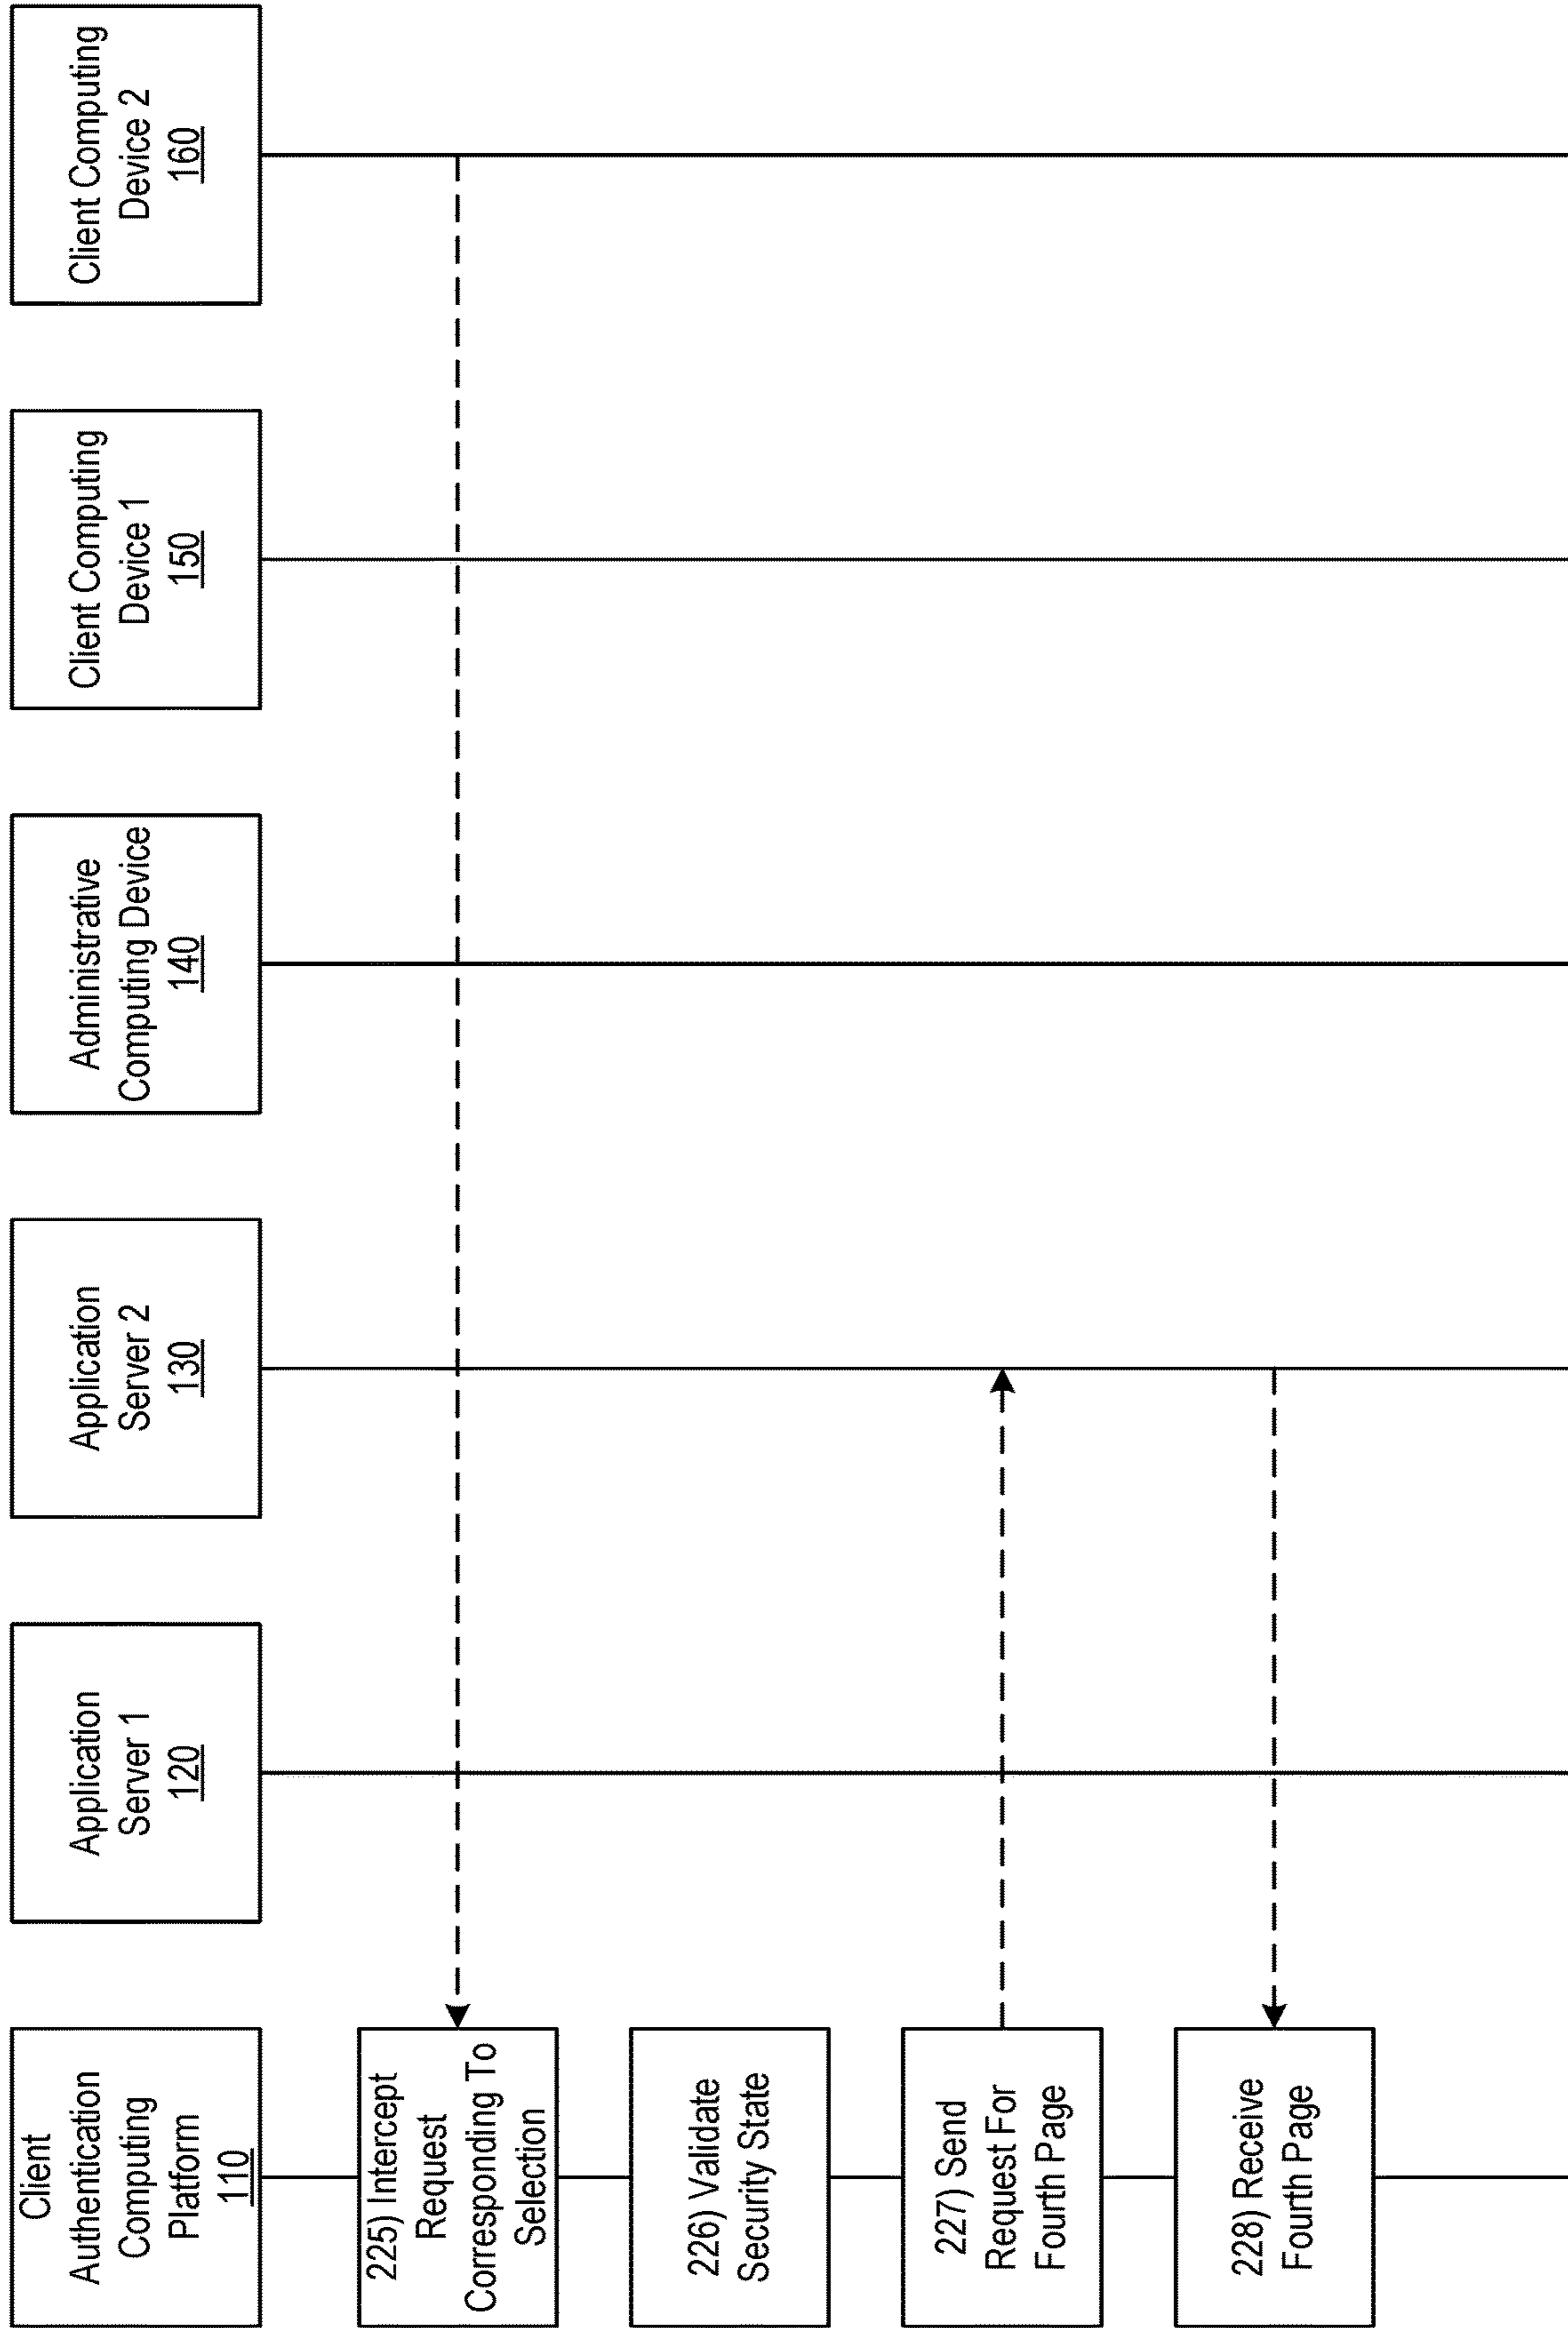 Client
Authentication
Computing
Platform
110
Application
Server 1
120
Application
Server 2
130
Administrative
Computing Device
140
Client Computing
Device 1
150
Client Computing
Device 2
160
225) Intercept
Request
Corresponding To
Selection
226) Validate
Security State
227) Send
Request For
Fourth Page
228) Receive
Fourth Page